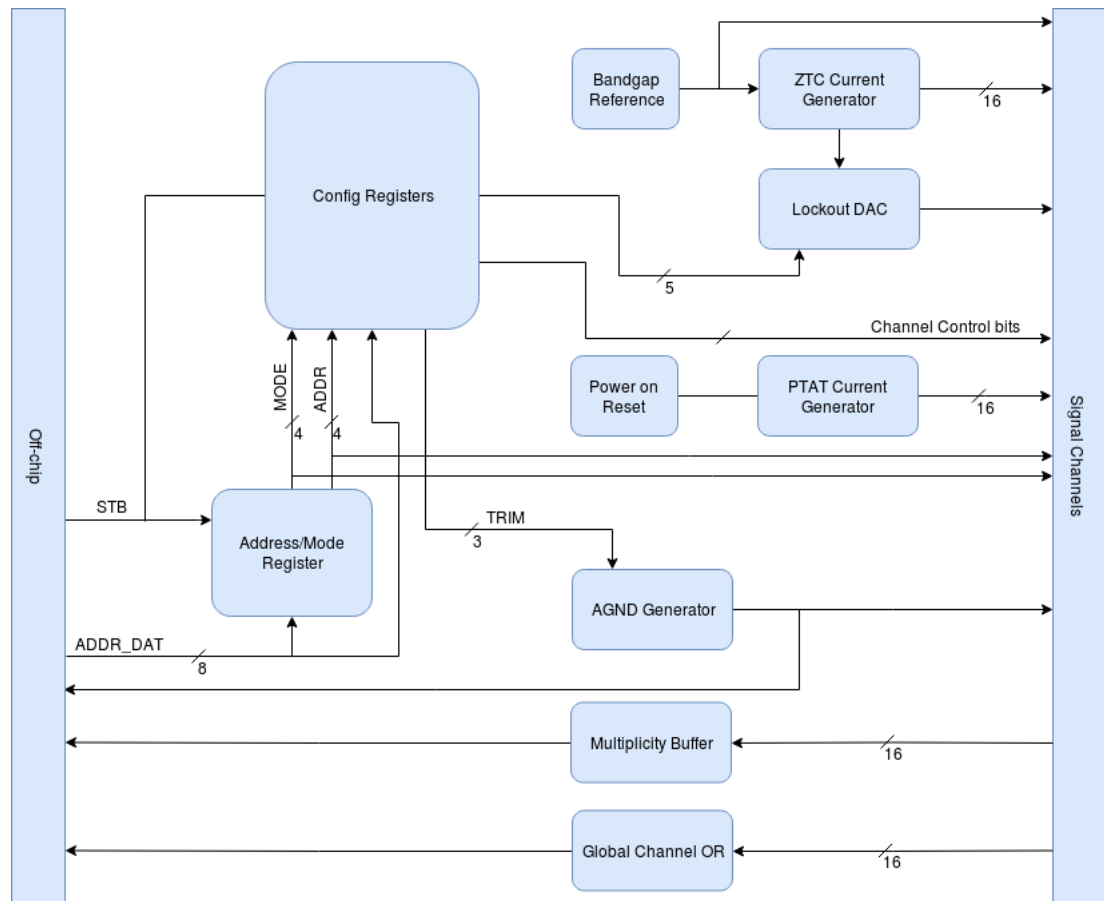 Bandgap
Reference
ZTC Current
Generator
16
Config Registers
Lockout DAC
5
Channel Control bits
MODE
ADDR
4
4
Power on
Reset
PTAT Current
Generator
16
Off-chip
Signal Channels
STB
Address/Mode
Register
TRIM
3
AGND Generator
ADDR_DAT
8
Multiplicity Buffer
16
Global Channel OR
16